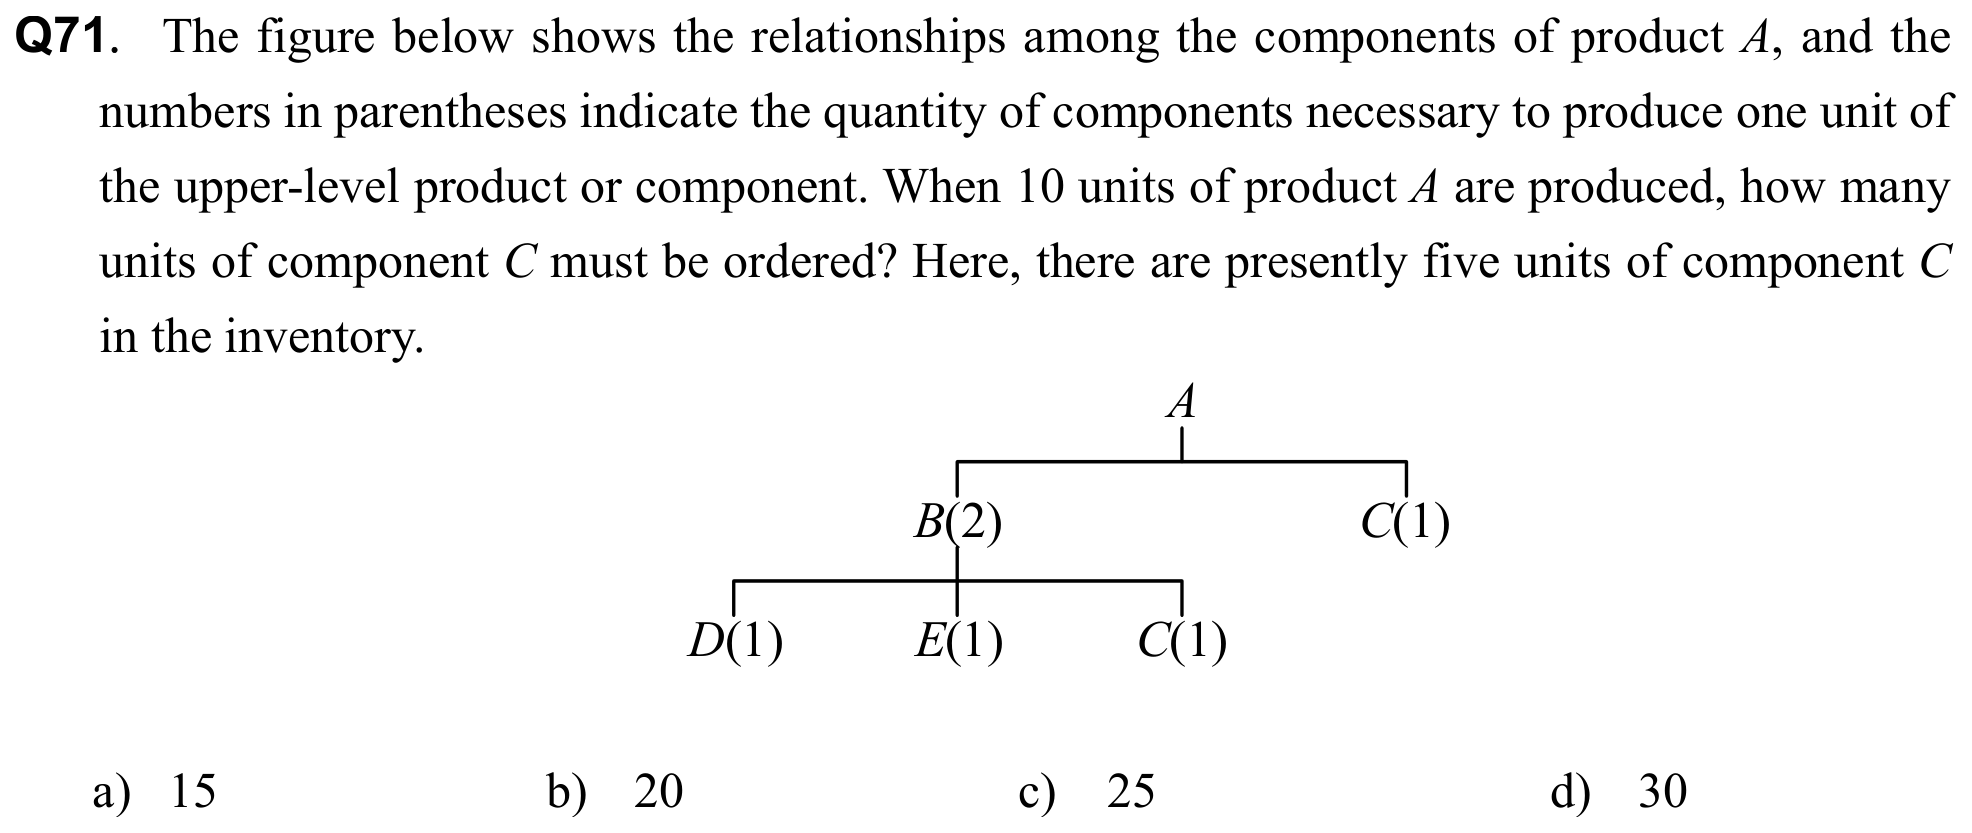 Q71. The figure below shows the relationships among the components of product A, and the
numbers in parentheses indicate the quantity of components necessary to produce one unit of
the upper-level product or component. When 10 units of product A are produced, how many
units of component C must be ordered? Here, there are presently five units of component C
in the inventory.
A
B(2) C(1)
D(1) E(1) C(1)
a) 15 b) 20 c) 25 d) 30